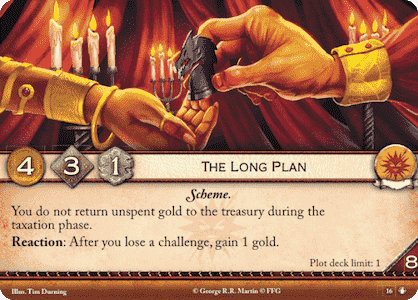 4 3 1 THE LONG PLAN
Scheme.
You do not return unspent gold to the treasury during the
taxation phase.
Reaction: After you lose a challenge, gain 1 gold.
Plot deck limit: 1
8
Illus. Tim Durning © George R.R. Martin © FFG 16